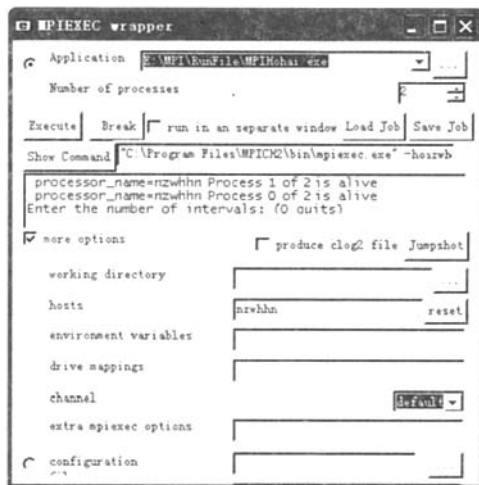 MPIEXEC wrapper
Application E:\MPI\RunFile\MPIMohai exe ...
Number of processes 2
Execute Break run in an separate window Load Job Save Job
Show Command "C:\Program Files\MPICH2\bin\mpiexec.exe"
processor_name=nzwhhn Process 1 of 2 is alive
processor_name=nzwhhn Process 0 of 2 is alive
Enter the number of intervals: (0 quits)
more options produce clog2 file Jumpshot
working directory ...
hosts nzwhhn reset
environment variables
drive mappings
channel default
extra mpiexec options
configuration ...